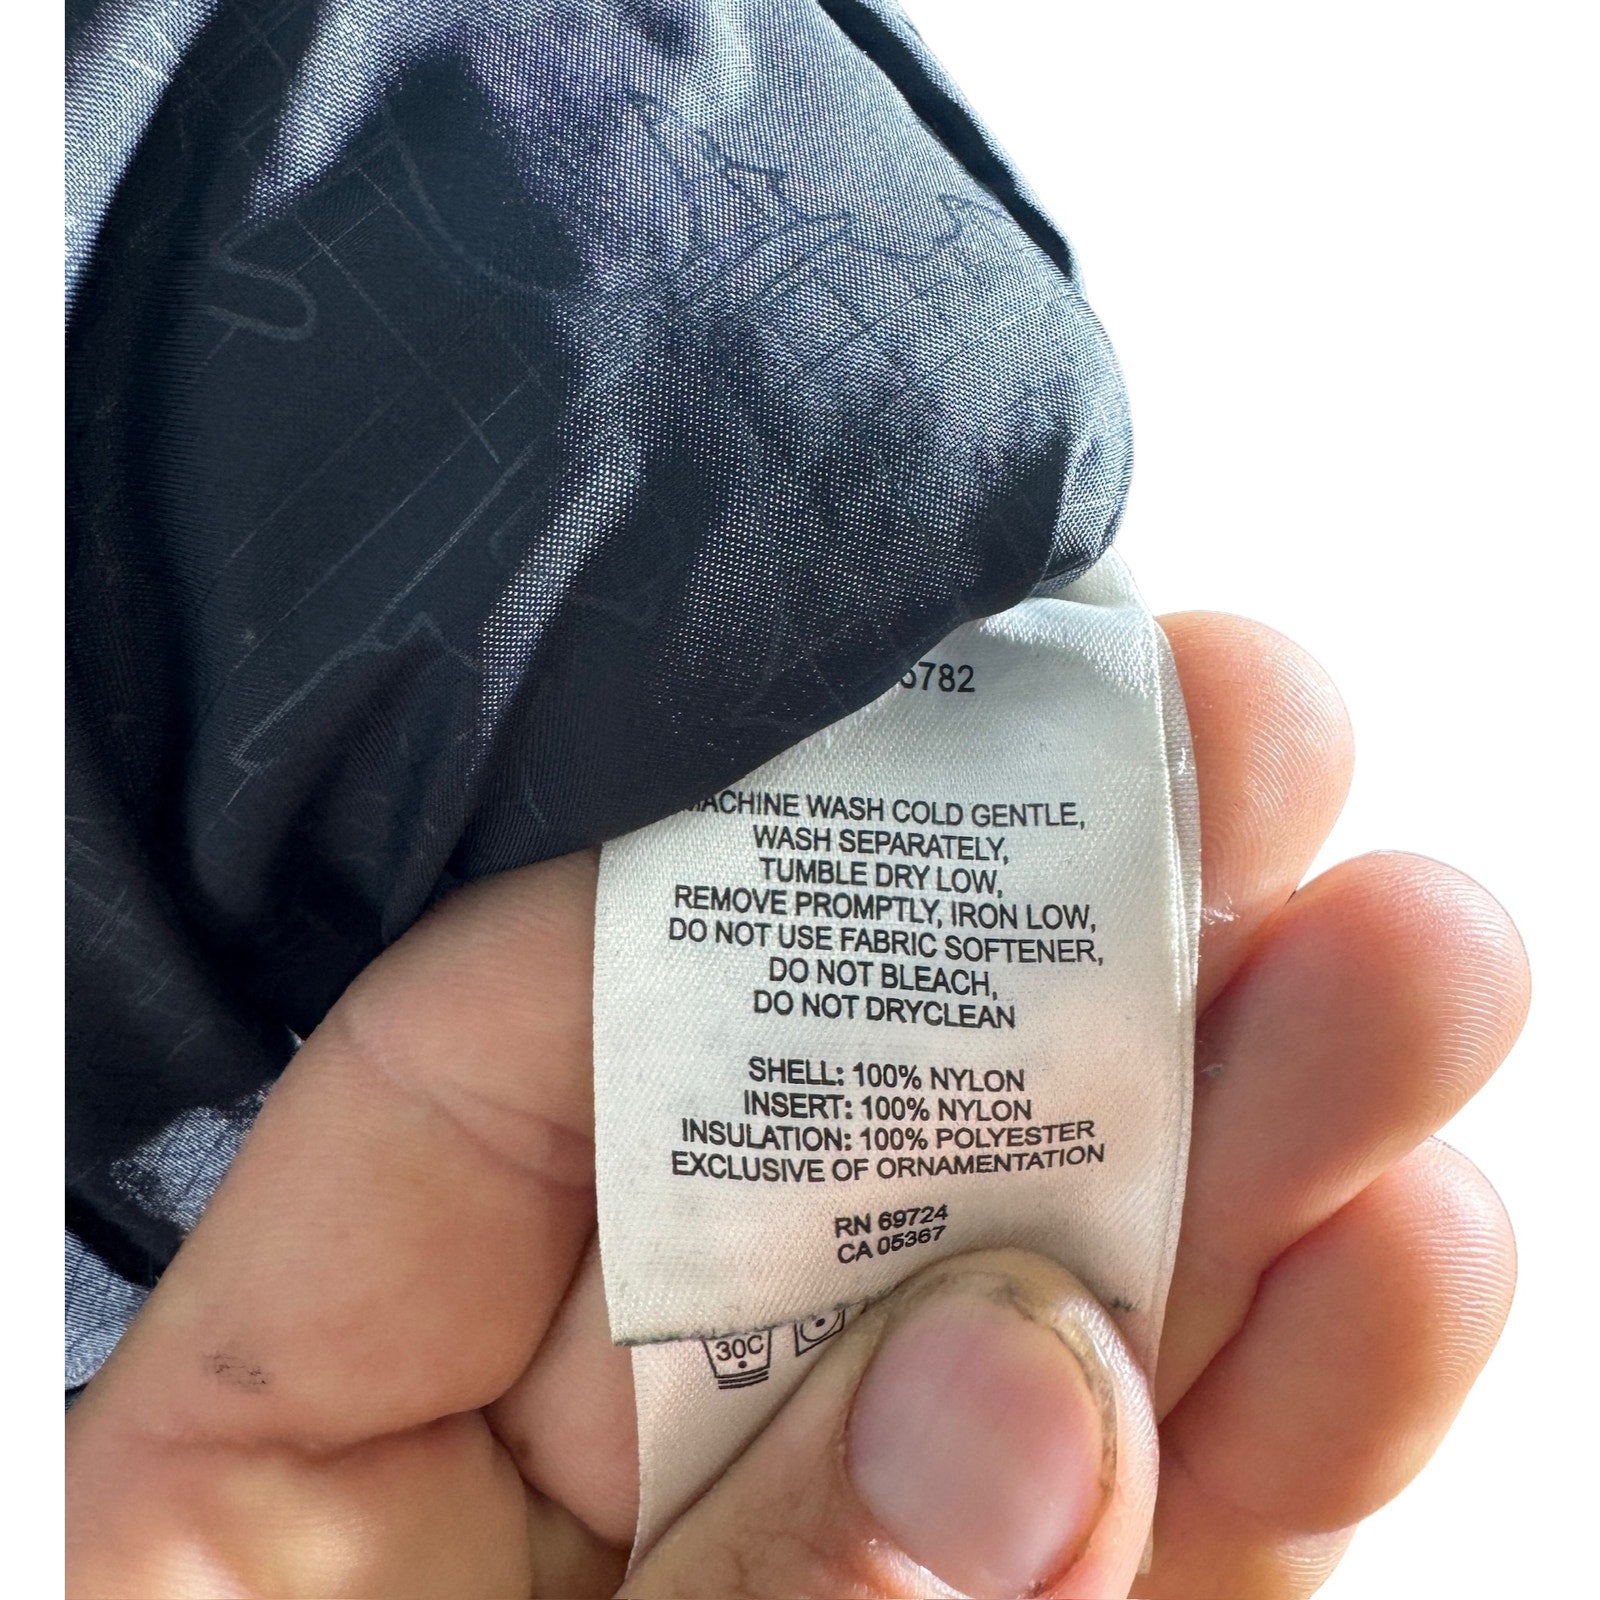 5782
MACHINE WASH COLD GENTLE,
WASH SEPARATELY,
TUMBLE DRY LOW,
REMOVE PROMPTLY, IRON LOW,
DO NOT USE FABRIC SOFTENER,
DO NOT BLEACH,
DO NOT DRYCLEAN
SHELL: 100% NYLON
INSERT: 100% NYLON
INSULATION: 100% POLYESTER
EXCLUSIVE OF ORNAMENTATION
RN 69724
CA 05367
30C